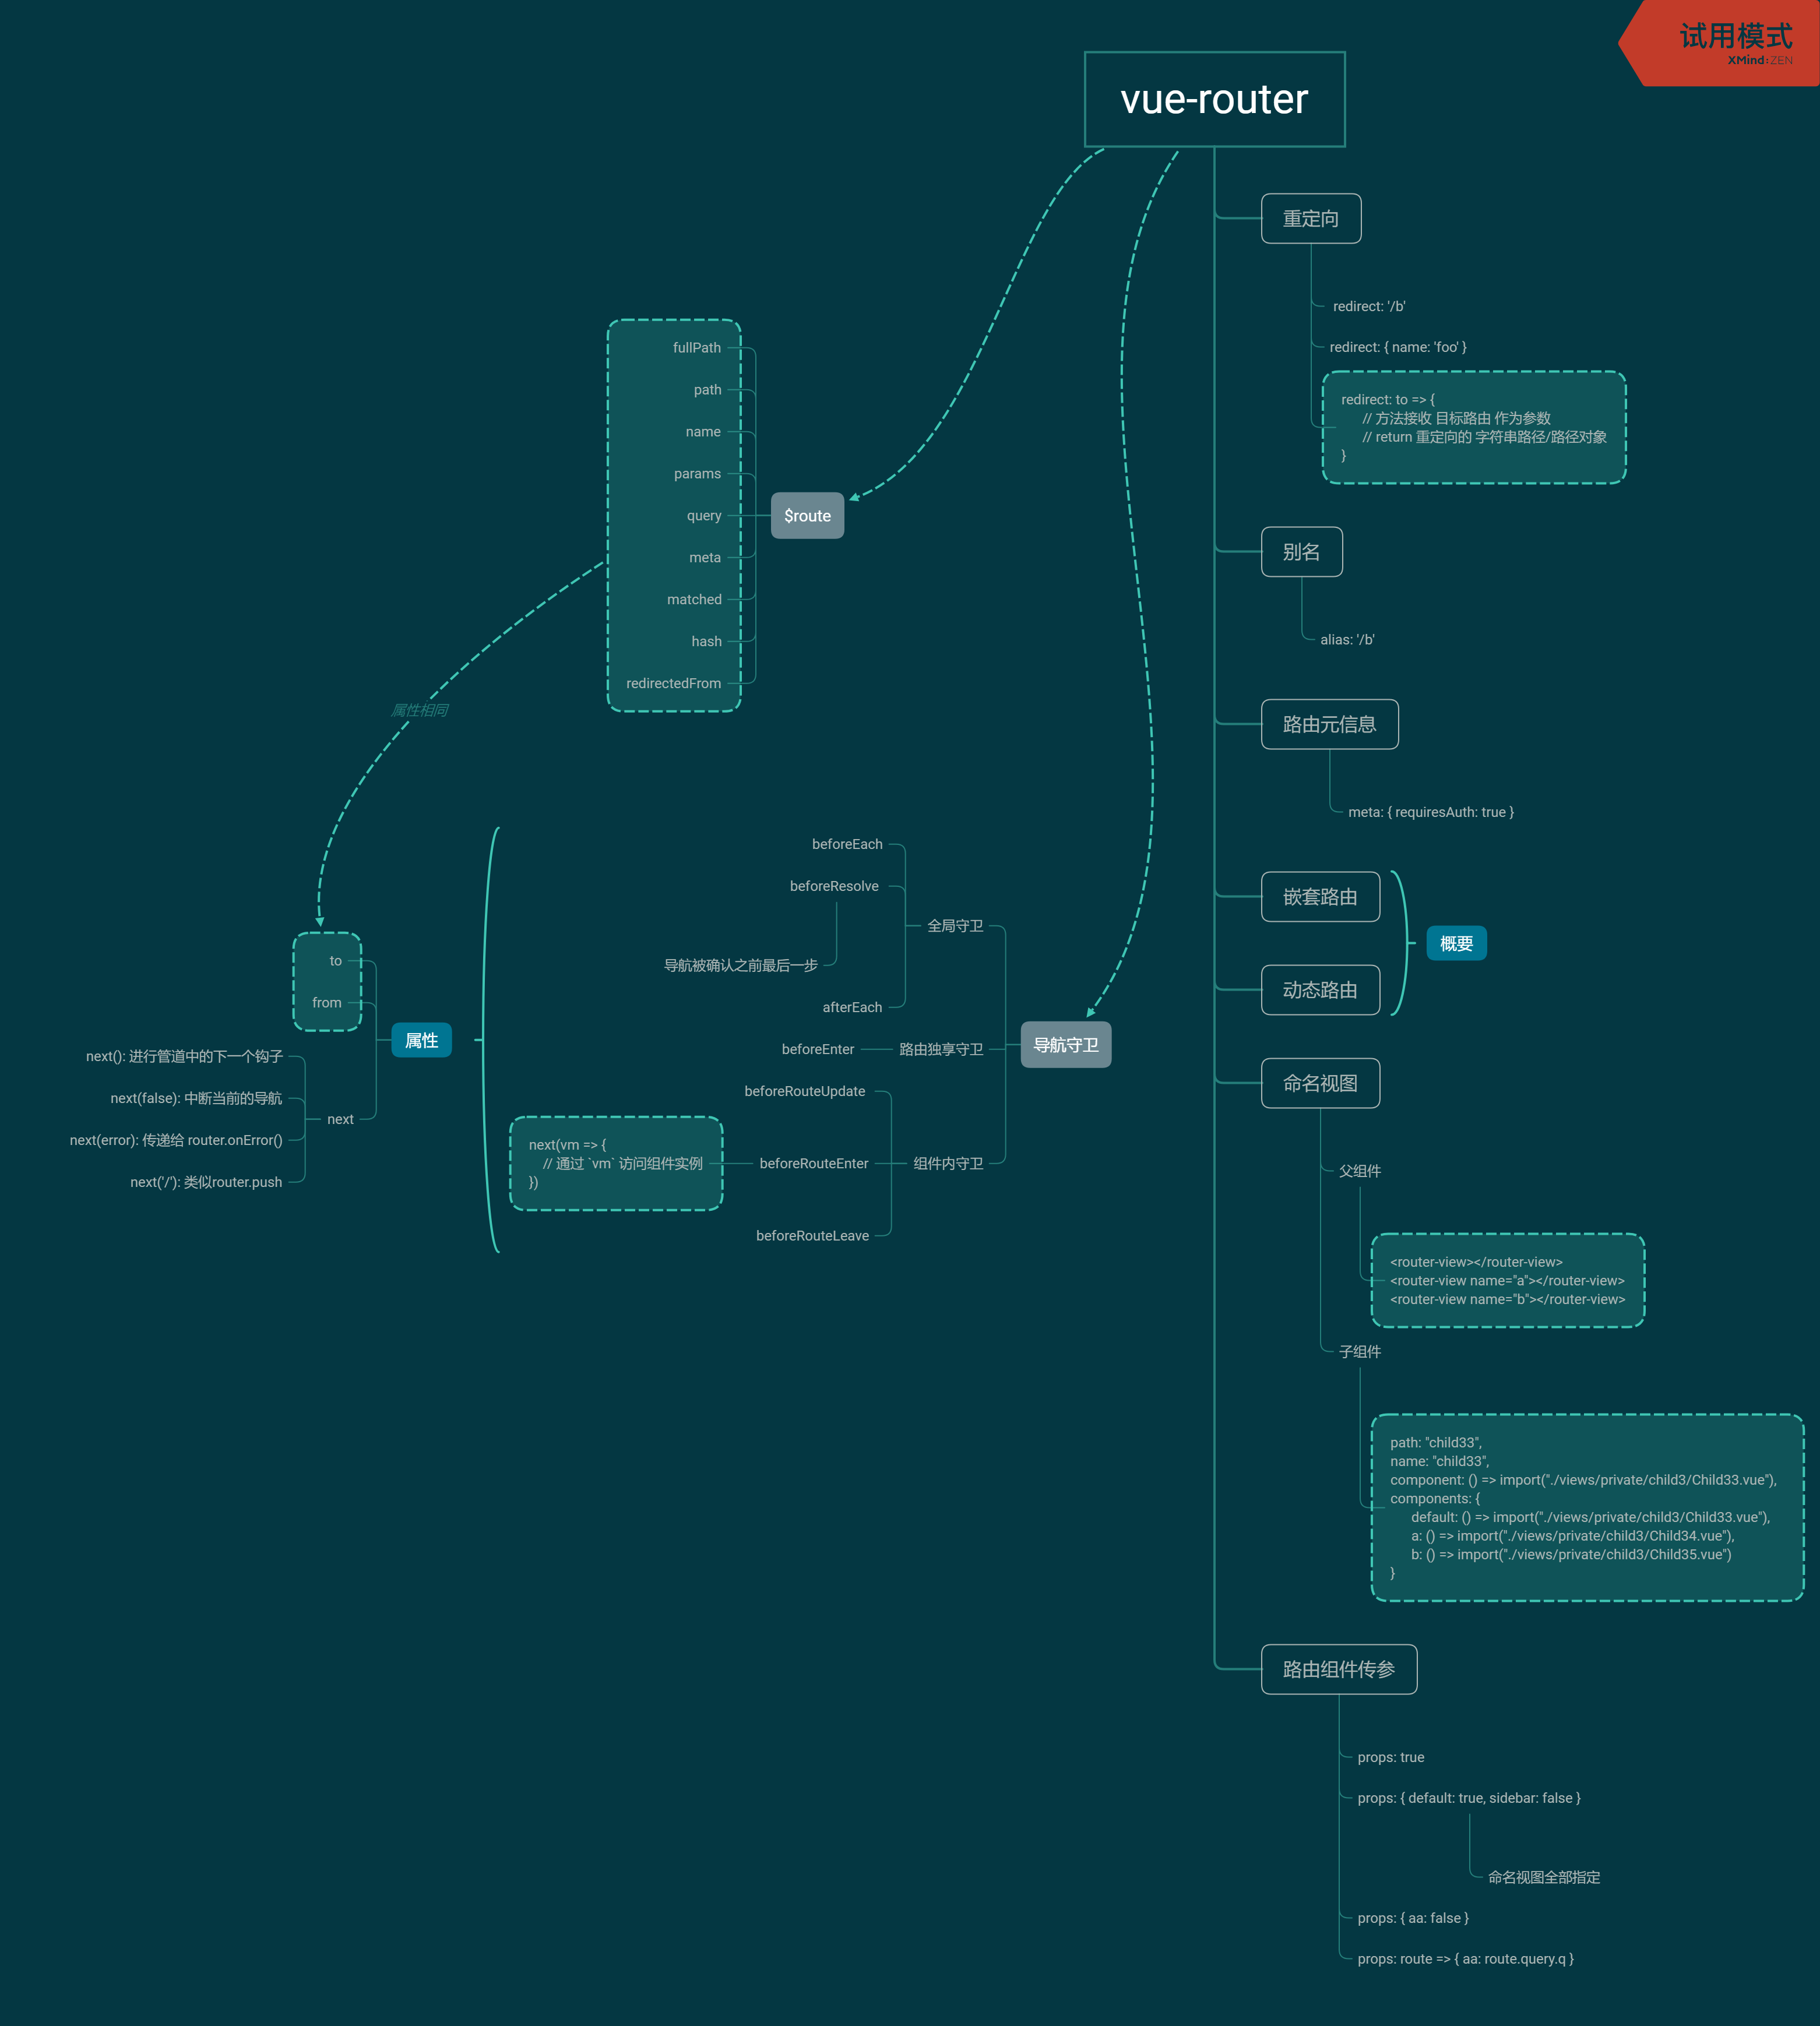 试用模式
XMind:ZEN
vue-router
重定向
redirect: '/b'
redirect: { name: 'foo' }
redirect: to => {
// 方法接收 目标路由 作为参数
// return 重定向的 字符串路径/路径对象
}
别名
alias: '/b'
路由元信息
meta: { requiresAuth: true }
嵌套路由
动态路由
概要
命名视图
父组件
<router-view></router-view>
<router-view name="a"></router-view>
<router-view name="b"></router-view>
子组件
path: "child33",
name: "child33",
component: () => import("./views/private/child3/Child33.vue"),
components: {
default: () => import("./views/private/child3/Child33.vue"),
a: () => import("./views/private/child3/Child34.vue"),
b: () => import("./views/private/child3/Child35.vue")
}
路由组件传参
props: true
props: { default: true, sidebar: false }
命名视图全部指定
props: { aa: false }
props: route => { aa: route.query.q }
$route
fullPath
path
name
params
query
meta
matched
hash
redirectedFrom
属性相同
导航守卫
全局守卫
beforeEach
beforeResolve
导航被确认之前最后一步
afterEach
路由独享守卫
beforeEnter
组件内守卫
beforeRouteUpdate
beforeRouteEnter
next(vm => {
// 通过 `vm` 访问组件实例
})
beforeRouteLeave
属性
to
from
next
next(): 进行管道中的下一个钩子
next(false): 中断当前的导航
next(error): 传递给 router.onError()
next('/'): 类似router.push